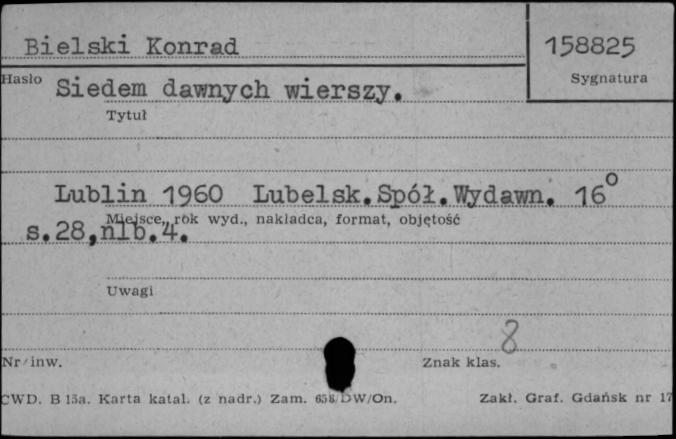 Bielski Konrad
158825
Hasło
Sygnatura
Siedem dawnych wierszy.
Tytuł
Lublin 1960 Lubelsk.Spół.Wydawn. 16°
Miejsce, rok wyd., nakładca, format, objętość
s.28,nlb.4.
Uwagi
8
Nr inw.
Znak klas.
CWD. B 15a. Karta katal. (z nadr.) Zam. 658/DW/On.
Zakł. Graf. Gdańsk nr 17